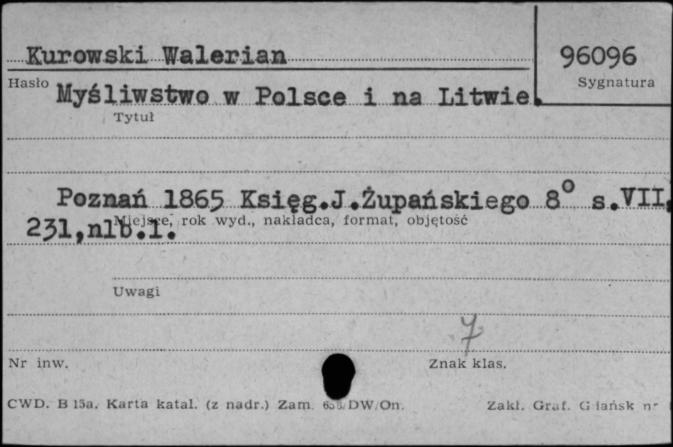 Kurowski Walerian
96096
Hasło
Sygnatura
Myśliwstwo w Polsce i na Litwie.
Tytuł
Poznań 1865 Księg.J.Żupańskiego 8° s.VII,
231,nlb.1.
Miejsce, rok wyd., nakładca, format, objętość
Uwagi
7
Nr inw.
Znak klas.
CWD. B 15a. Karta katal. (z nadr.) Zam. DW/On.
Zakł. Graf. Gdańsk nr